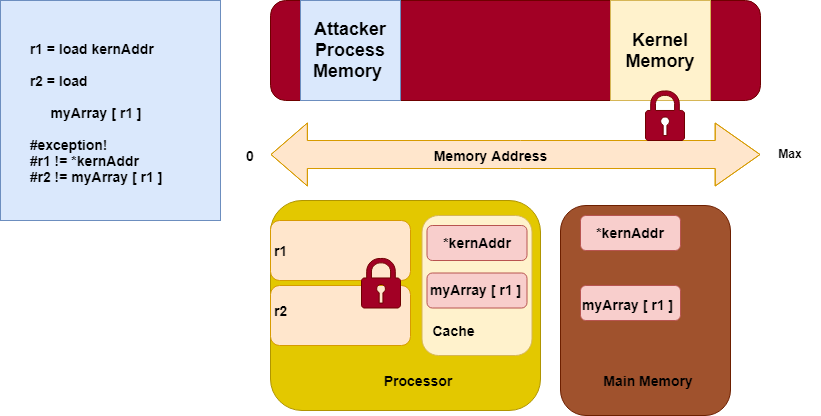 r1 = load kernAddr
r2 = load
myArray [ r1 ]
#exception!
#r1 != *kernAddr
#r2 != myArray [ r1 ]
Attacker
Process
Memory
Kernel
Memory
0
Memory Address
Max
r1
r2
*kernAddr
myArray [ r1 ]
Cache
Processor
*kernAddr
myArray [ r1 ]
Main Memory